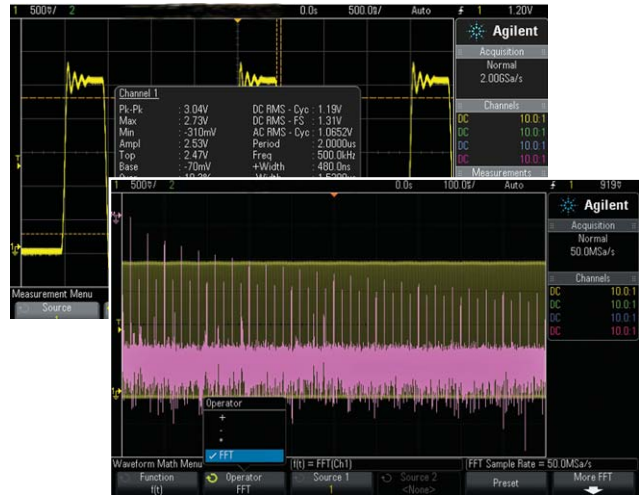 1 500▽/ 2 0.0s 500.0▽/ Auto 1 1.20V
Agilent
Acquisition
Normal
2.00GSa/s
Channels
DC 10.0:1
DC 10.0:1
DC 10.0:1
DC 10.0:1
Measurements
Channel 1
Pk-Pk : 3.04V DC RMS - Cyc : 1.19V
Max : 2.73V DC RMS - FS : 1.31V
Min : -310mV AC RMS - Cyc : 1.0652V
Ampl : 2.53V Period : 2.0000us
Top : 2.47V Freq : 500.0kHz
Base : -70mV +Width : 480.0ns
Measurement Menu
Source
1
1 500▽/ 2 0.0s 100.0▽/ Auto 1 919▽
Agilent
Acquisition
Normal
50.0MSa/s
Channels
DC 10.0:1
DC 10.0:1
DC 10.0:1
DC 10.0:1
Operator
+
-
*
✓ FFT
Waveform Math Menu f(t) = FFT(Ch1) FFT Sample Rate = 50.0MSa/s
Function Operator Source 1 Source 2 Preset More FFT
f(t) FFT 1 <None>